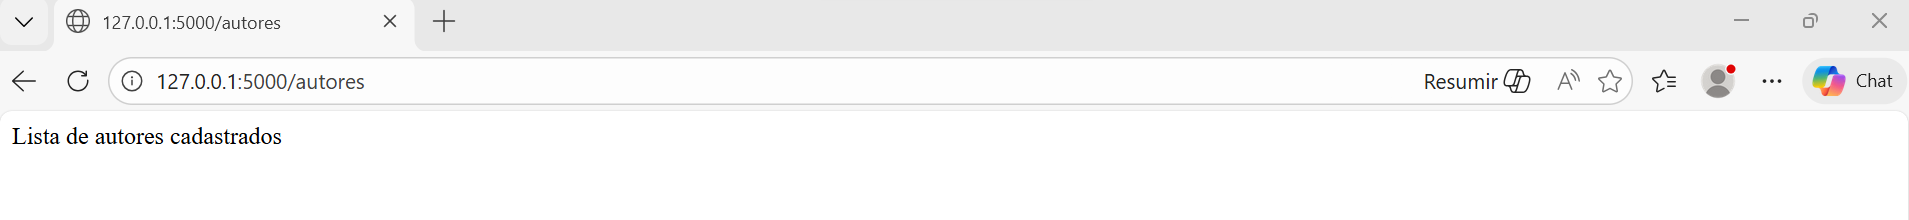 127.0.0.1:5000/autores
127.0.0.1:5000/autores Resumir Chat
Lista de autores cadastrados